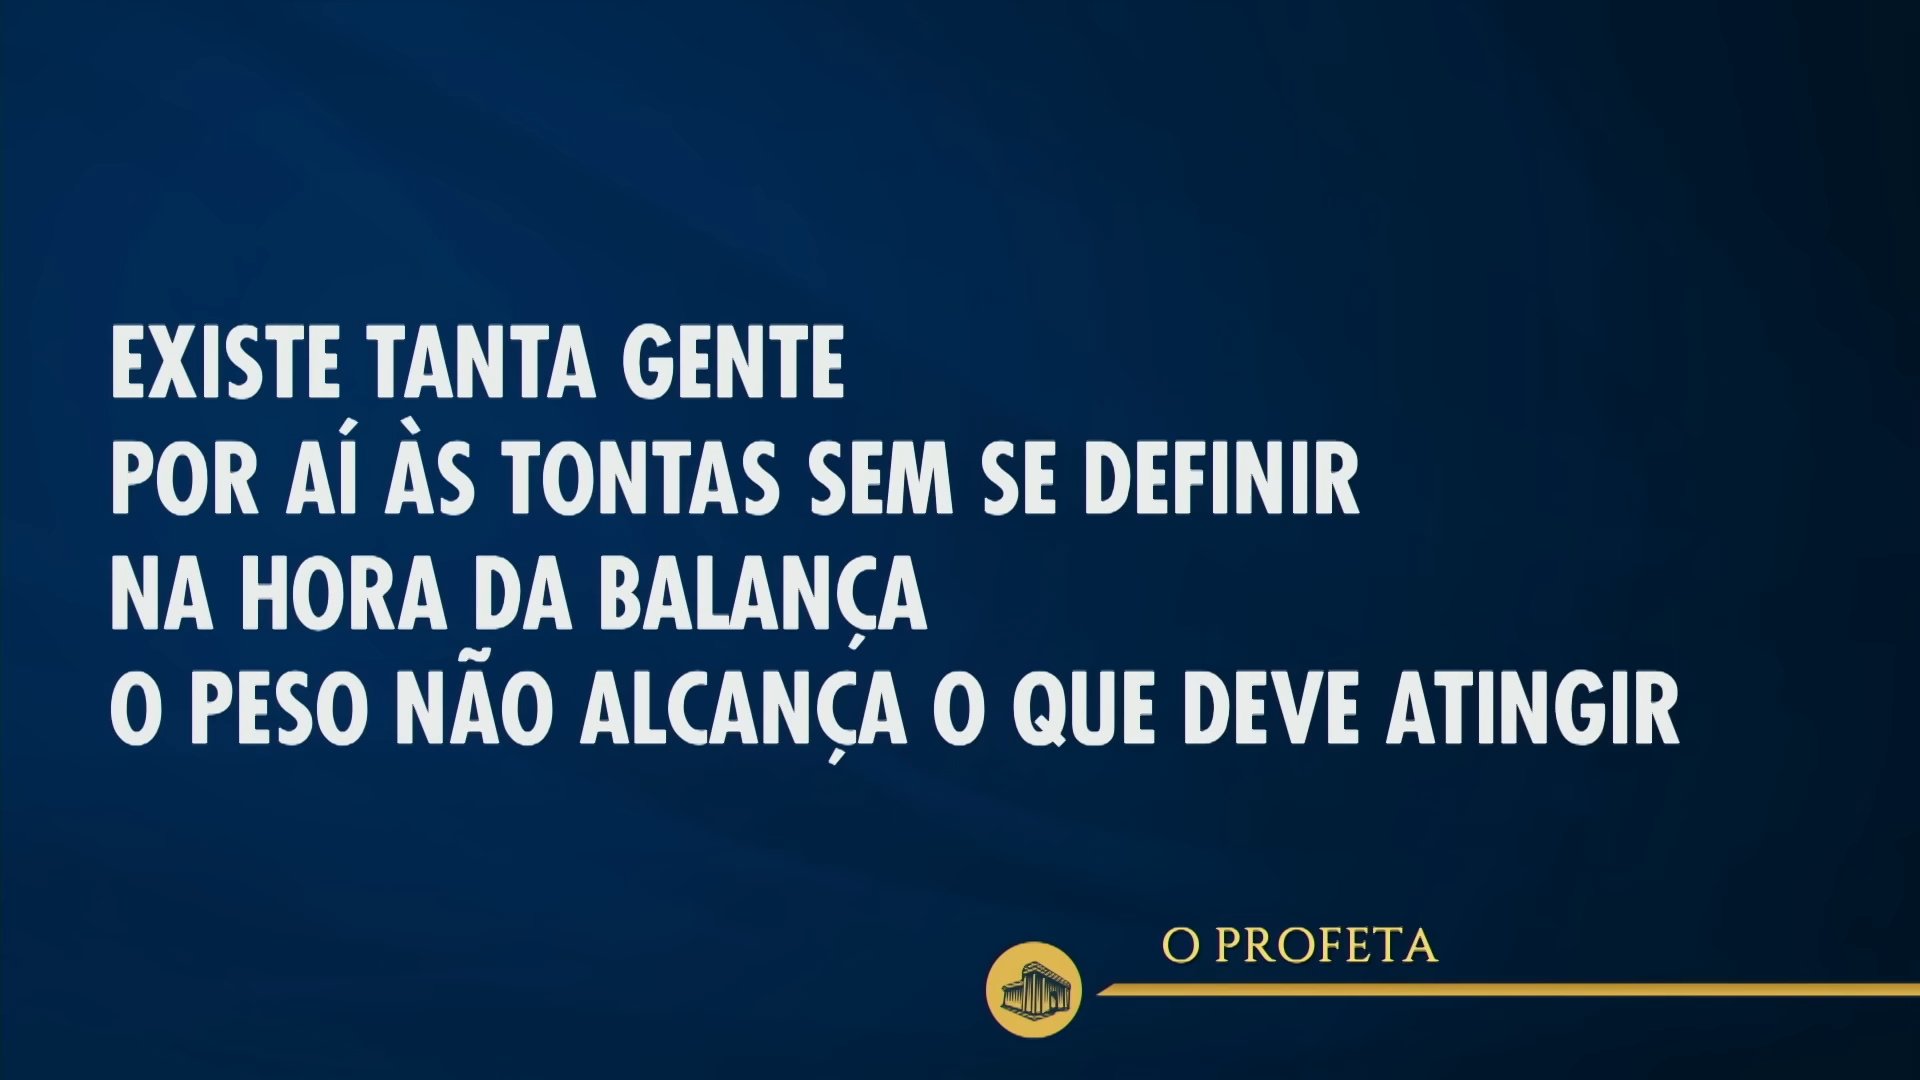 EXISTE TANTA GENTE
POR AÍ ÀS TONTAS SEM SE DEFINIR
NA HORA DA BALANÇA
O PESO NÃO ALCANÇA O QUE DEVE ATINGIR
O PROFETA